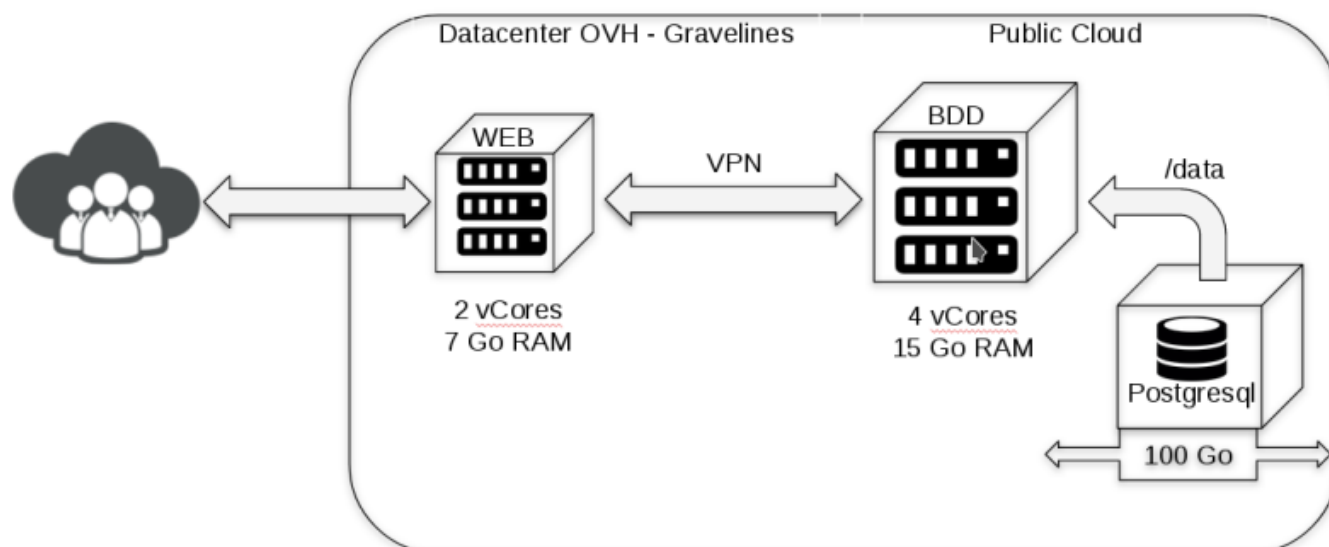 Datacenter OVH - Gravelines
Public Cloud
WEB
BDD
VPN
/data
2 vCores
7 Go RAM
4 vCores
15 Go RAM
Postgresql
100 Go